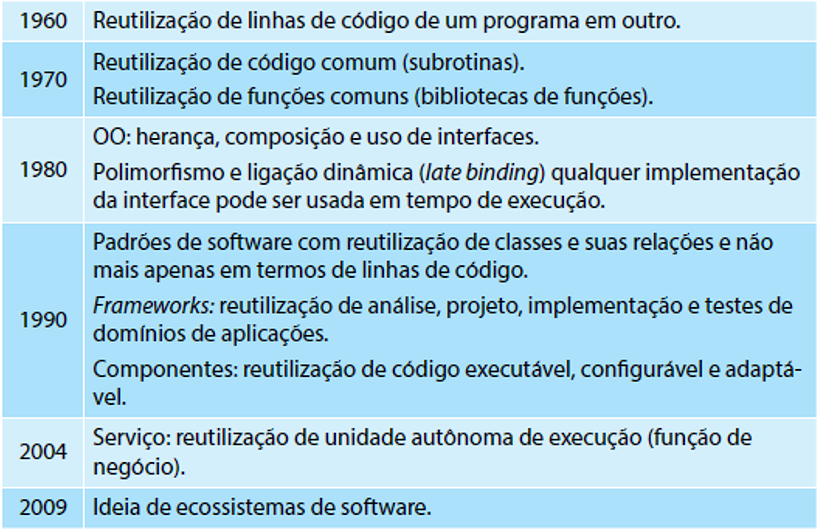 1960 Reutilização de linhas de código de um programa em outro.
1970
Reutilização de código comum (subrotinas).
Reutilização de funções comuns (bibliotecas de funções).
1980
OO: herança, composição e uso de interfaces.
Polimorfismo e ligação dinâmica (late binding) qualquer implementação
da interface pode ser usada em tempo de execução.
1990
Padrões de software com reutilização de classes e suas relações e não
mais apenas em termos de linhas de código.
Frameworks: reutilização de análise, projeto, implementação e testes de
domínios de aplicações.
Componentes: reutilização de código executável, configurável e adaptá-
vel.
2004
Serviço: reutilização de unidade autônoma de execução (função de
negócio).
2009 Ideia de ecossistemas de software.